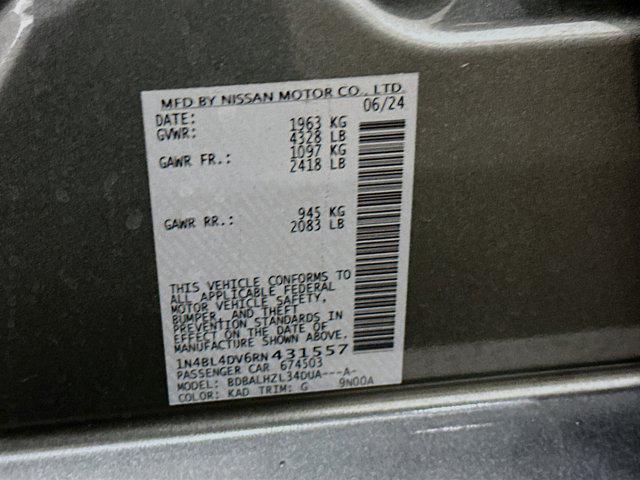 MFD BY NISSAN MOTOR CO., LTD
DATE: 06/24
GVWR: 1963 KG
4328 LB
GAWR FR.: 1097 KG
2418 LB
GAWR RR.: 945 KG
2083 LB
THIS VEHICLE CONFORMS TO
ALL APPLICABLE FEDERAL
MOTOR VEHICLE SAFETY,
BUMPER, AND THEFT
PREVENTION STANDARDS IN
EFFECT ON THE DATE OF
MANUFACTURE SHOWN ABOVE.
1N4BL4DV6RN431557
PASSENGER CAR 674503
MODEL: BDBALHZL34DUA---A-
COLOR: KAD TRIM: G 9N00A